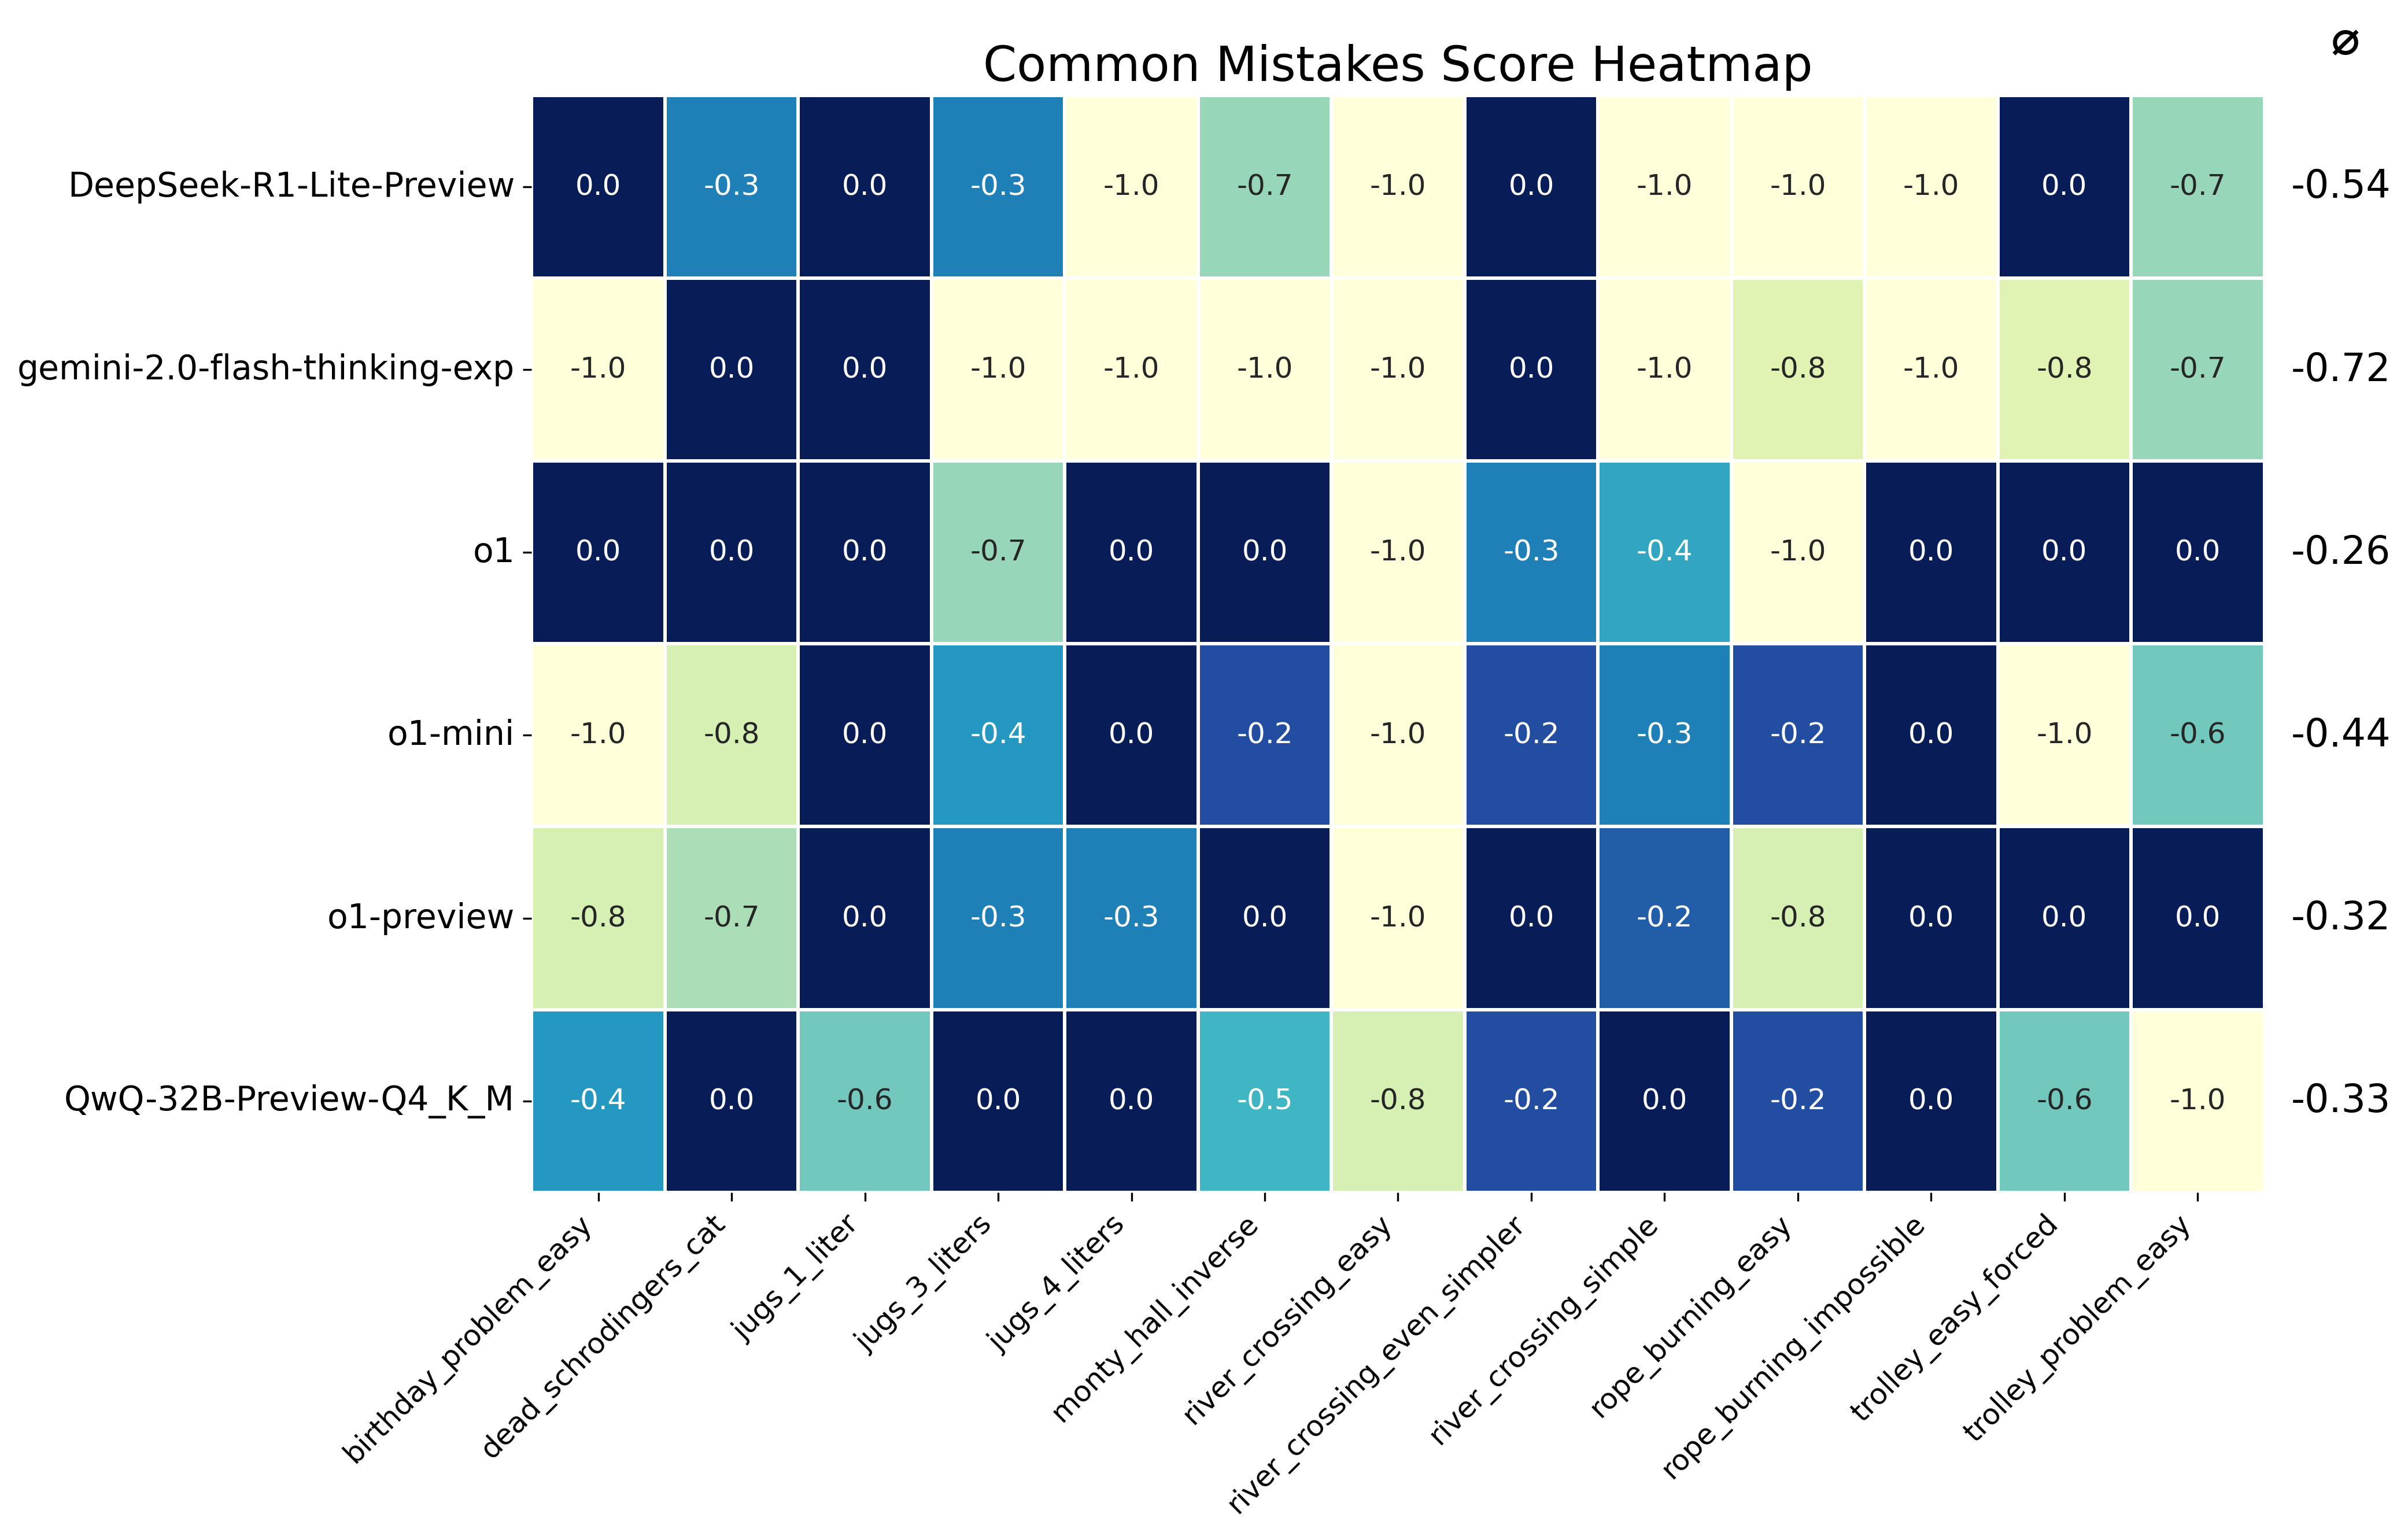 ⌀
Common Mistakes Score Heatmap
DeepSeek-R1-Lite-Preview 0.0 -0.3 0.0 -0.3 -1.0 -0.7 -1.0 0.0 -1.0 -1.0 -1.0 0.0 -0.7 -0.54
gemini-2.0-flash-thinking-exp -1.0 0.0 0.0 -1.0 -1.0 -1.0 -1.0 0.0 -1.0 -0.8 -1.0 -0.8 -0.7 -0.72
o1 0.0 0.0 0.0 -0.7 0.0 0.0 -1.0 -0.3 -0.4 -1.0 0.0 0.0 0.0 -0.26
o1-mini -1.0 -0.8 0.0 -0.4 0.0 -0.2 -1.0 -0.2 -0.3 -0.2 0.0 -1.0 -0.6 -0.44
o1-preview -0.8 -0.7 0.0 -0.3 -0.3 0.0 -1.0 0.0 -0.2 -0.8 0.0 0.0 0.0 -0.32
QwQ-32B-Preview-Q4_K_M -0.4 0.0 -0.6 0.0 0.0 -0.5 -0.8 -0.2 0.0 -0.2 0.0 -0.6 -1.0 -0.33
birthday_problem_easy
dead_schrodingers_cat
jugs_1_liter
jugs_3_liters
jugs_4_liters
monty_hall_inverse
river_crossing_easy
river_crossing_even_simpler
river_crossing_simple
rope_burning_easy
rope_burning_impossible
trolley_easy_forced
trolley_problem_easy